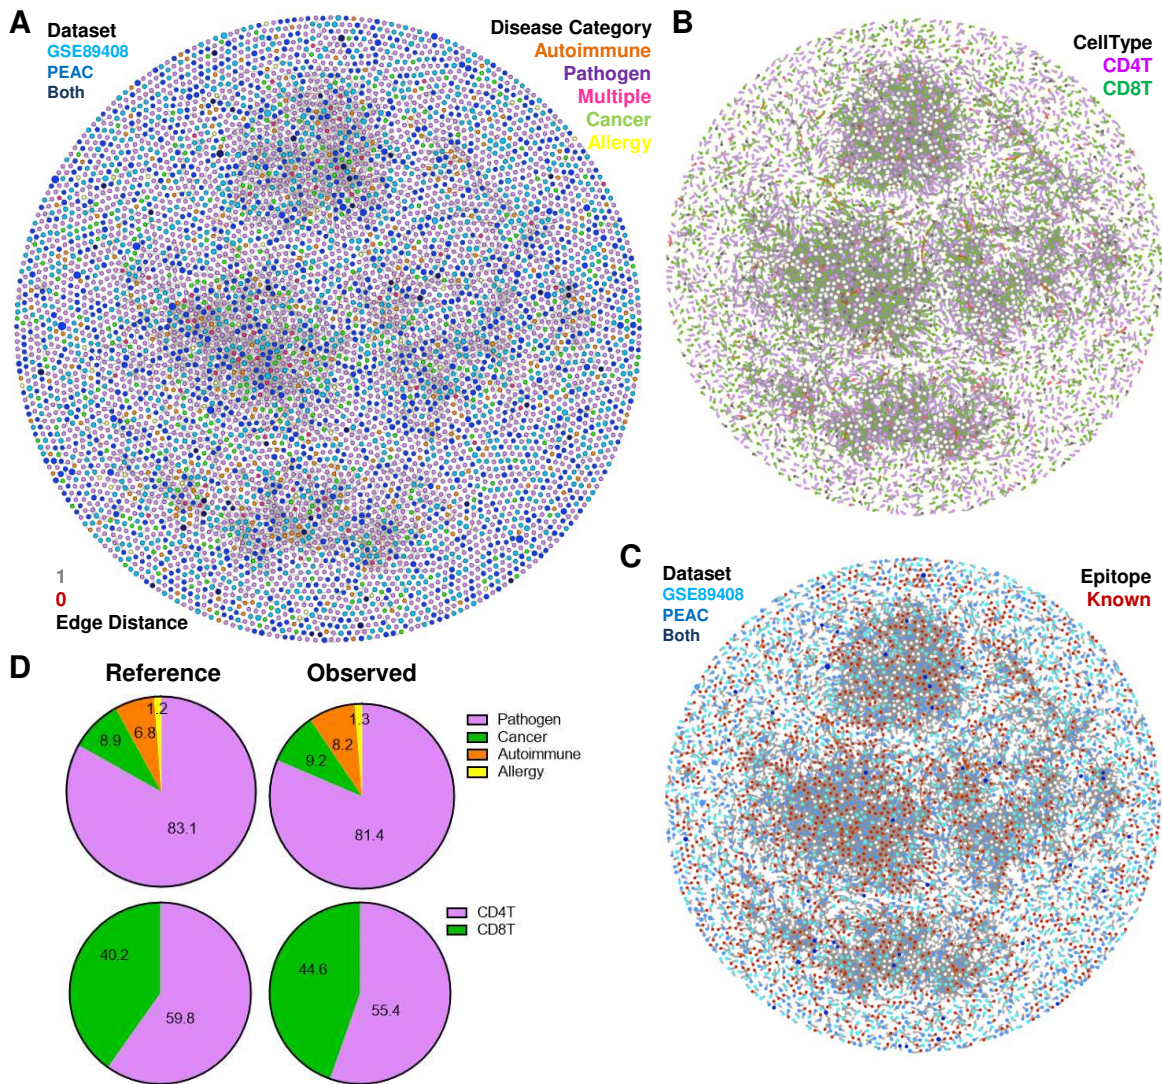 A
Dataset
GSE89408
PEAC
Both
Disease Category
Autoimmune
Pathogen
Multiple
Cancer
Allergy
1
0
Edge Distance
B
CellType
CD4T
CD8T
C
Dataset
GSE89408
PEAC
Both
Epitope
Known
D
Reference
Observed
1.2
6.8
8.9
83.1
1.3
8.2
9.2
81.4
Pathogen
Cancer
Autoimmune
Allergy
40.2
59.8
44.6
55.4
CD4T
CD8T